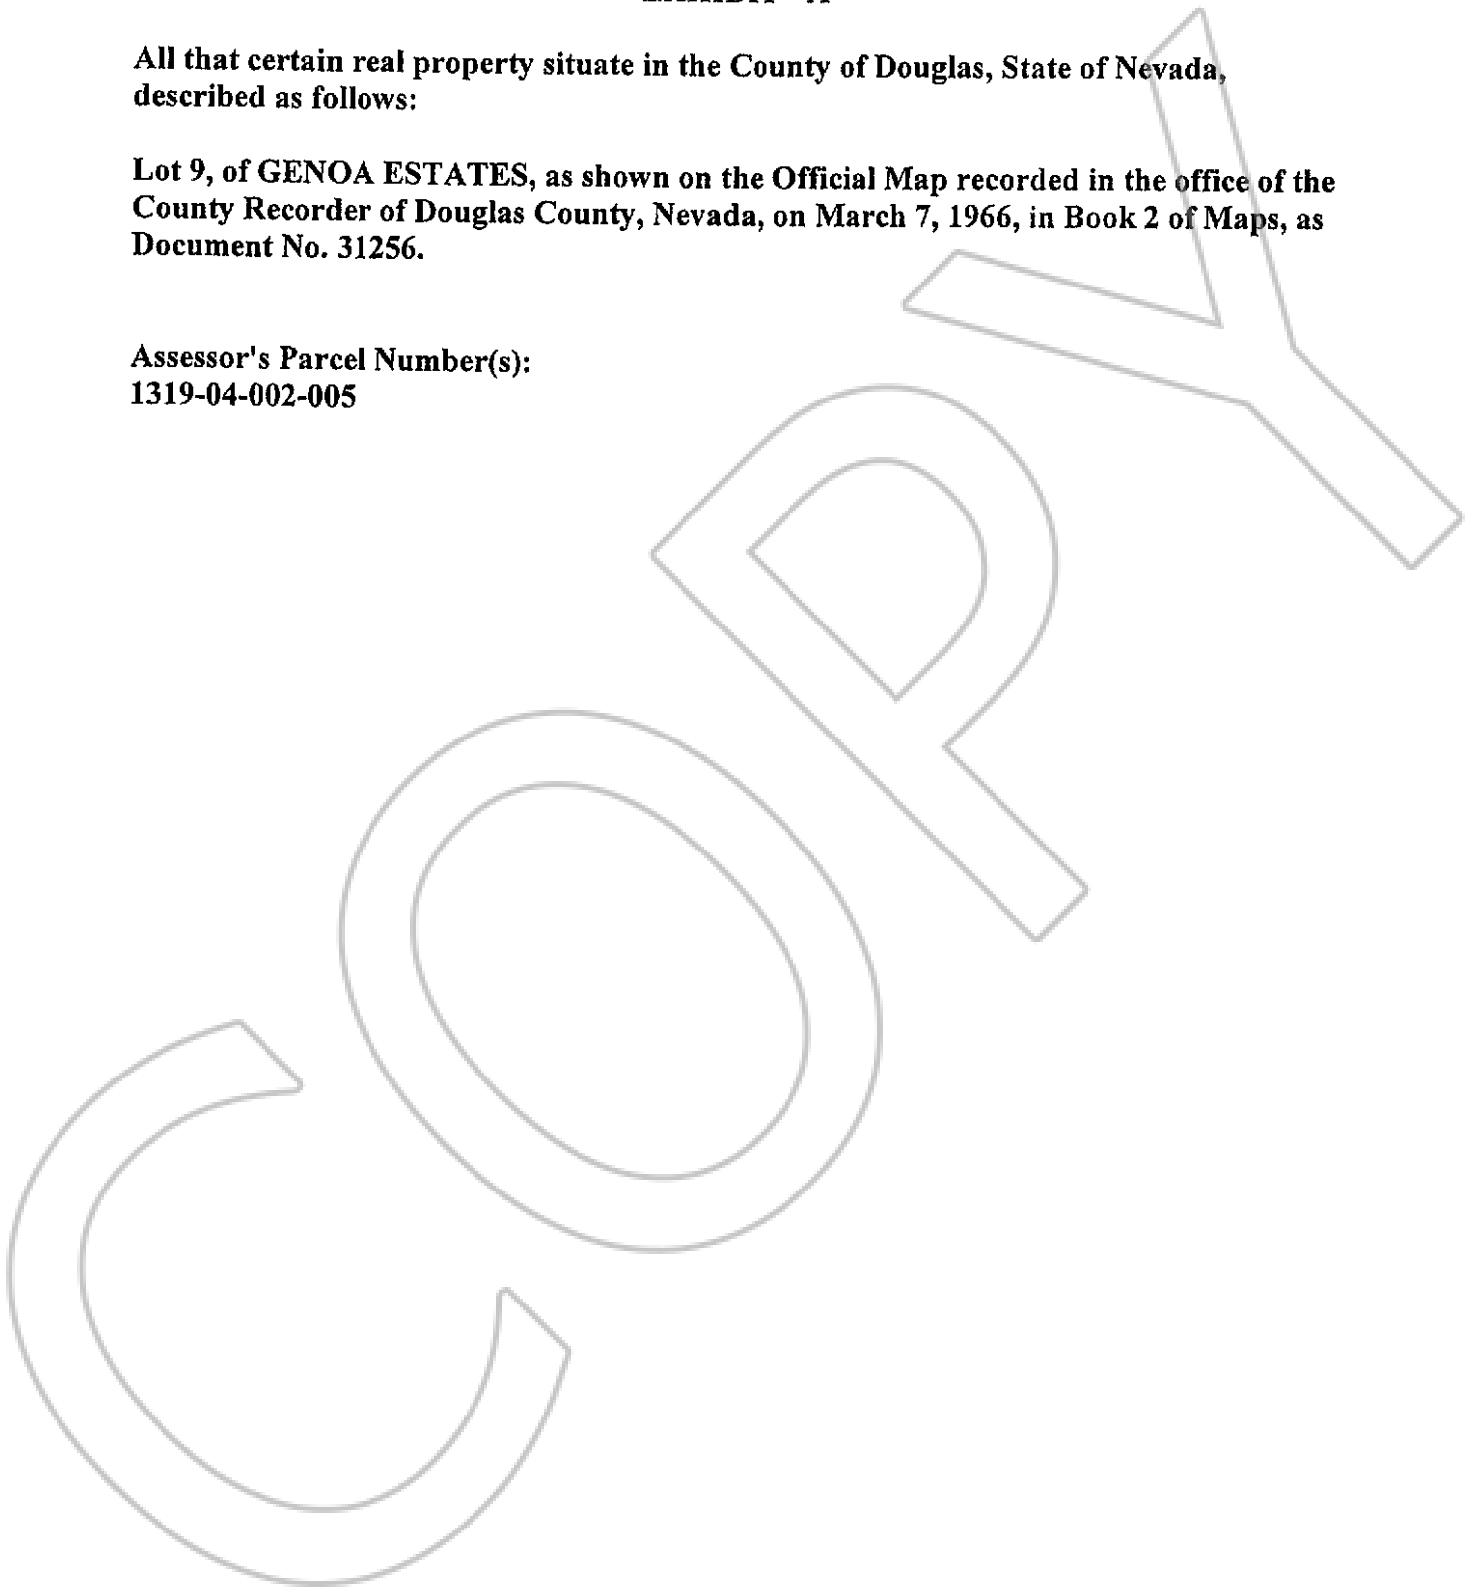 All that certain real property situate in the County of Douglas, State of Nevada,
described as follows:
Lot 9, of GENOA ESTATES, as shown on the Official Map recorded in the office of the
County Recorder of Douglas County, Nevada, on March 7, 1966, in Book 2 of Maps, as
Document No. 31256.
Assessor's Parcel Number(s):
1319-04-002-005
COPY